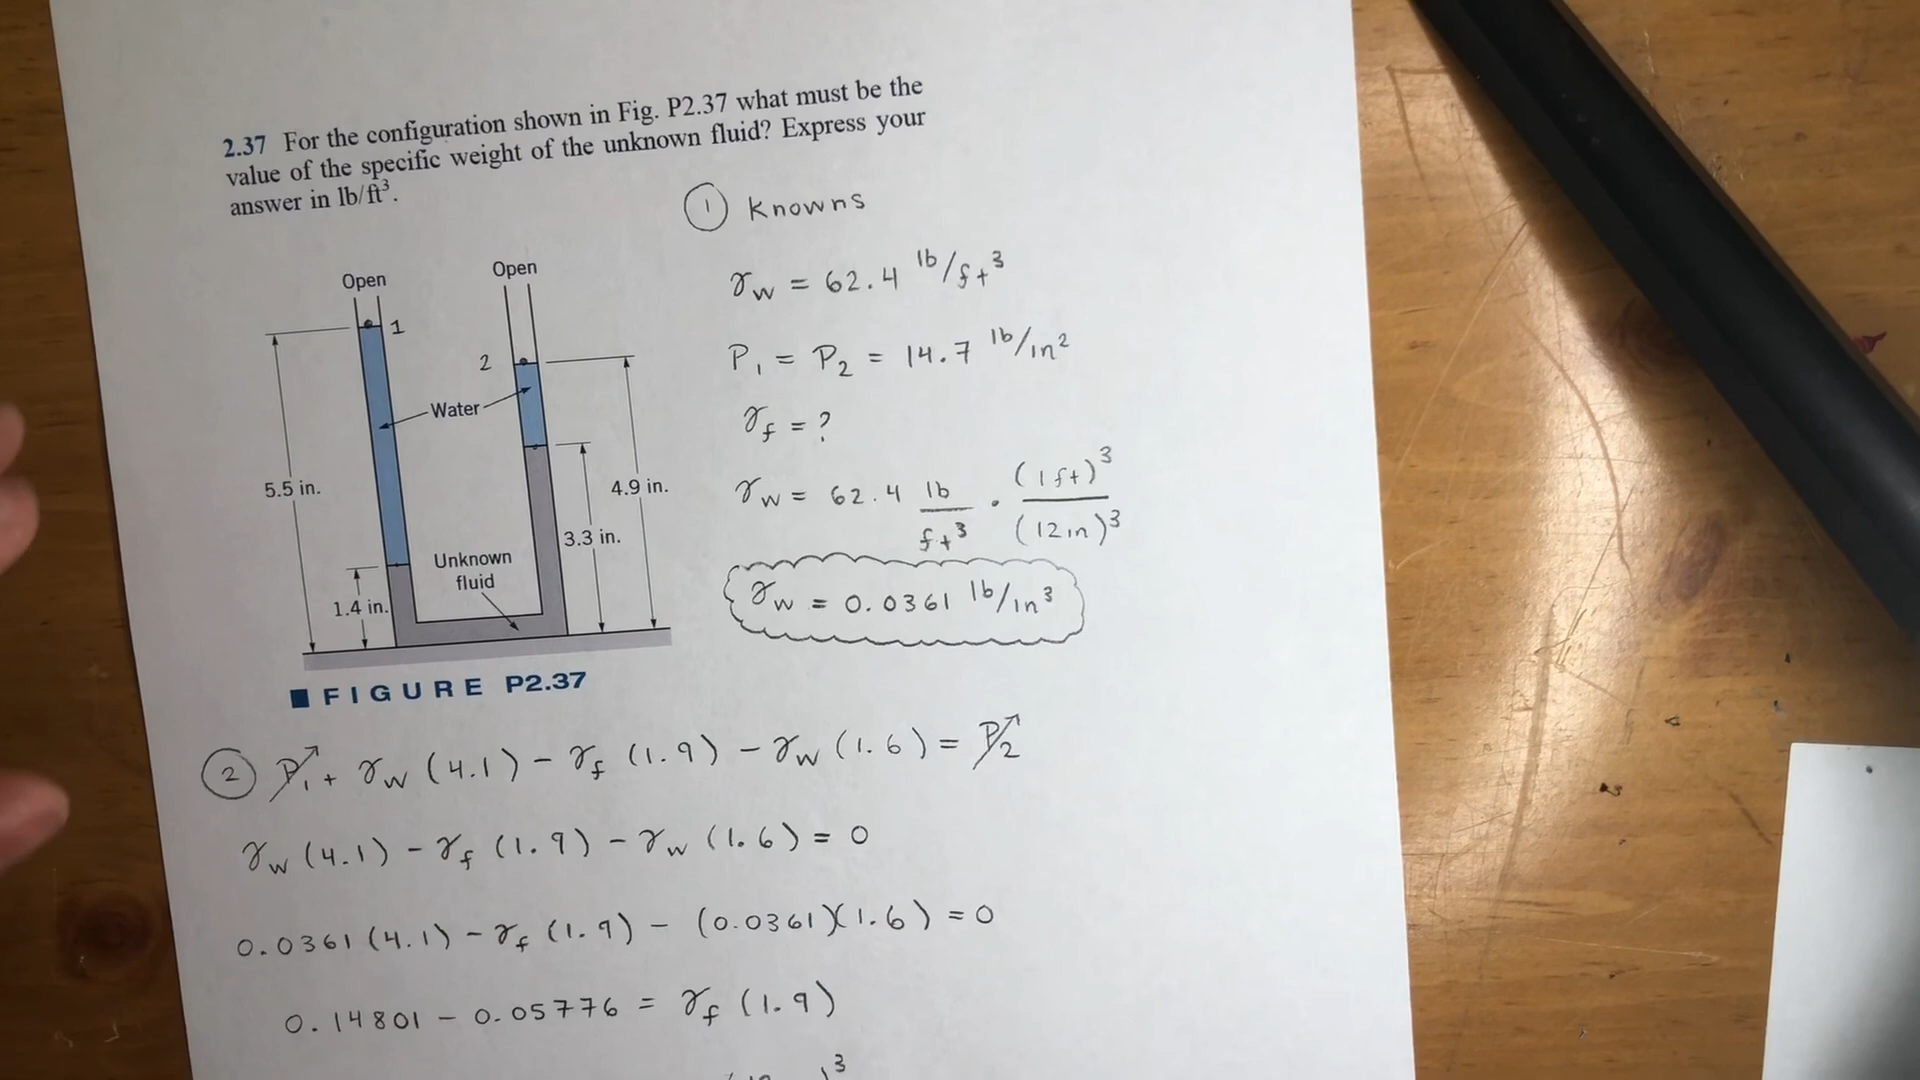 2.37 For the configuration shown in Fig. P2.37 what must be the
value of the specific weight of the unknown fluid? Express your
answer in lb/ft³.
① Knowns
γw = 62.4 lb/ft³
P₁ = P₂ = 14.7 lb/in²
γf = ?
γw = 62.4 lb/ft³ · (1ft)³/(12in)³
γw = 0.0361 lb/in³
Open
Open
1
2
Water
5.5 in.
4.9 in.
3.3 in.
Unknown
fluid
1.4 in.
FIGURE P2.37
② P₁ + γw (4.1) - γf (1.9) - γw (1.6) = P₂
γw (4.1) - γf (1.9) - γw (1.6) = 0
0.0361 (4.1) - γf (1.9) - (0.0361)(1.6) = 0
0.14801 - 0.05776 = γf (1.9)